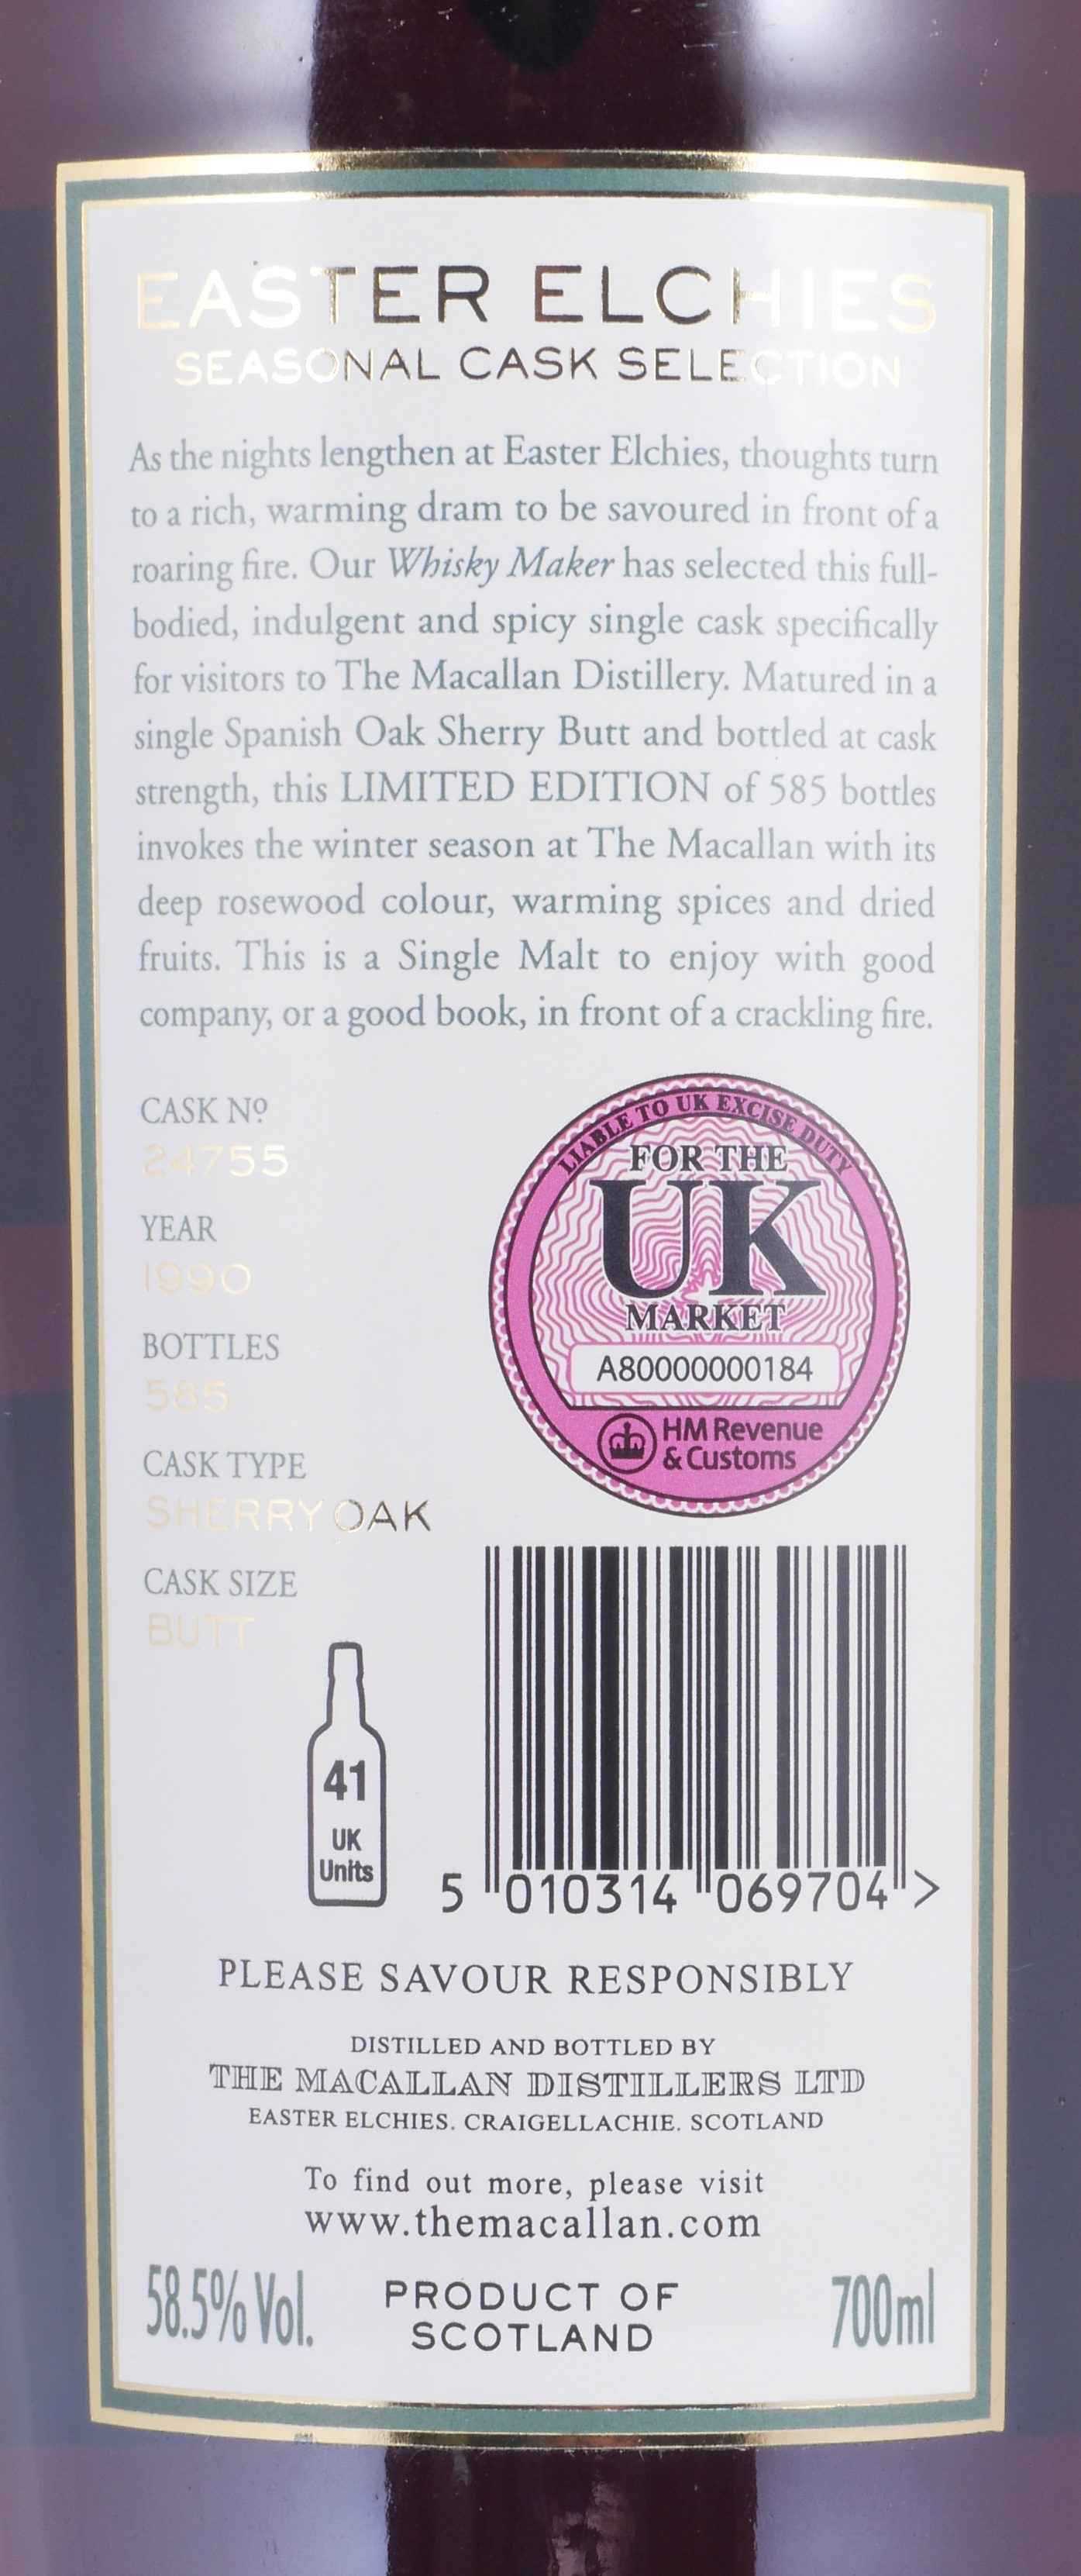 EASTER ELCHIES
SEASONAL CASK SELECTION
As the nights lengthen at Easter Elchies, thoughts turn
to a rich, warming dram to be savoured in front of a
roaring fire. Our Whisky Maker has selected this full-
bodied, indulgent and spicy single cask specifically
for visitors to The Macallan Distillery. Matured in a
single Spanish Oak Sherry Butt and bottled at cask
strength, this LIMITED EDITION of 585 bottles
invokes the winter season at The Macallan with its
deep rosewood colour, warming spices and dried
fruits. This is a Single Malt to enjoy with good
company, or a good book, in front of a crackling fire.
CASK Nº
24755
YEAR
1990
BOTTLES
585
CASK TYPE
SHERRY OAK
CASK SIZE
BUTT
LIABLE TO UK EXCISE DUTY
FOR THE
UK
MARKET
A80000000184
HM Revenue
& Customs
41
UK
Units
5 010314 069704 >
PLEASE SAVOUR RESPONSIBLY
DISTILLED AND BOTTLED BY
THE MACALLAN DISTILLERS LTD
EASTER ELCHIES. CRAIGELLACHIE. SCOTLAND
To find out more, please visit
www.themacallan.com
58.5% Vol.
PRODUCT OF
SCOTLAND
700ml